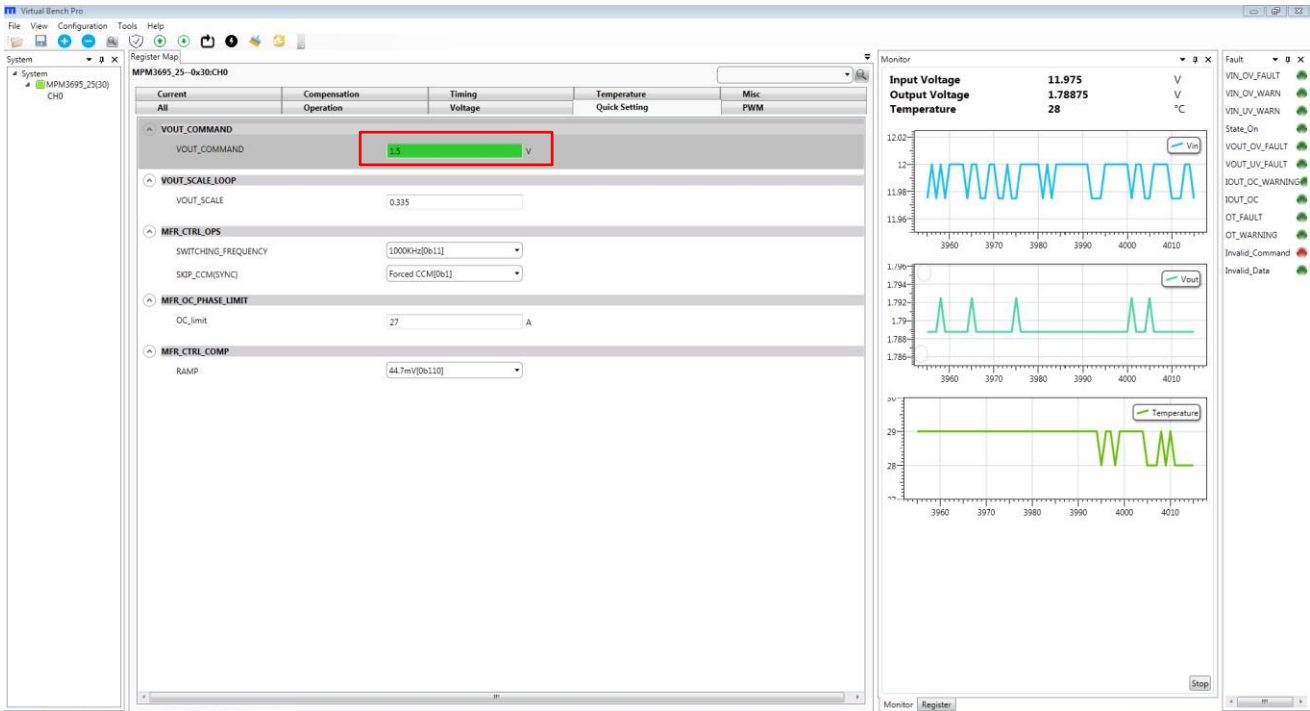 Virtual Bench Pro
File View Configuration Tools Help
System
System
MPM3695_25(30)
CH0
Register Map
MPM3695_25--0x30:CH0
Current Compensation Timing Temperature Misc
All Operation Voltage Quick Setting PWM
VOUT_COMMAND
VOUT_COMMAND 1.5 V
VOUT_SCALE_LOOP
VOUT_SCALE 0.335
MFR_CTRL_OPS
SWITCHING_FREQUENCY 1000KHz[0b11]
SKIP_CCM(SYNC) Forced CCM[0b1]
MFR_OC_PHASE_LIMIT
OC_limit 27 A
MFR_CTRL_COMP
RAMP 44.7mV[0b110]
Monitor
Input Voltage 11.975 V
Output Voltage 1.78875 V
Temperature 28 °C
12.02
12
11.98
11.96
Vin
3960 3970 3980 3990 4000 4010
1.796
1.794
1.792
1.79
1.788
1.786
Vout
3960 3970 3980 3990 4000 4010
30
29
28
27
Temperature
3960 3970 3980 3990 4000 4010
Stop
Monitor Register
Fault
VIN_OV_FAULT
VIN_OV_WARN
VIN_UV_WARN
State_On
VOUT_OV_FAULT
VOUT_UV_FAULT
IOUT_OC_WARNING
IOUT_OC
OT_FAULT
OT_WARNING
Invalid_Command
Invalid_Data